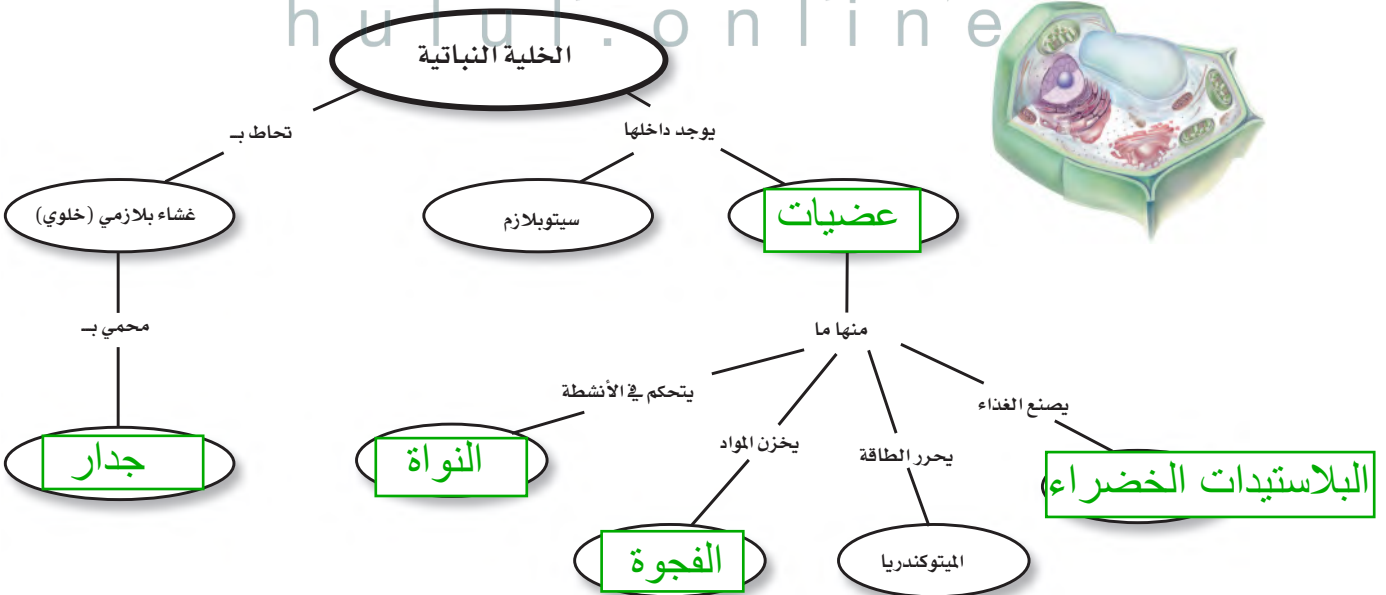 hulul.online
الخلية النباتية
تحاط بـ
يوجد داخلها
غشاء بلازمي (خلوي)
سيتوبلازم
عضيات
محمي بـ
منها ما
يتحكم في الأنشطة
يخزن المواد
يحرر الطاقة
يصنع الغذاء
جدار
النواة
الفجوة
الميتوكندريا
البلاستيدات الخضراء